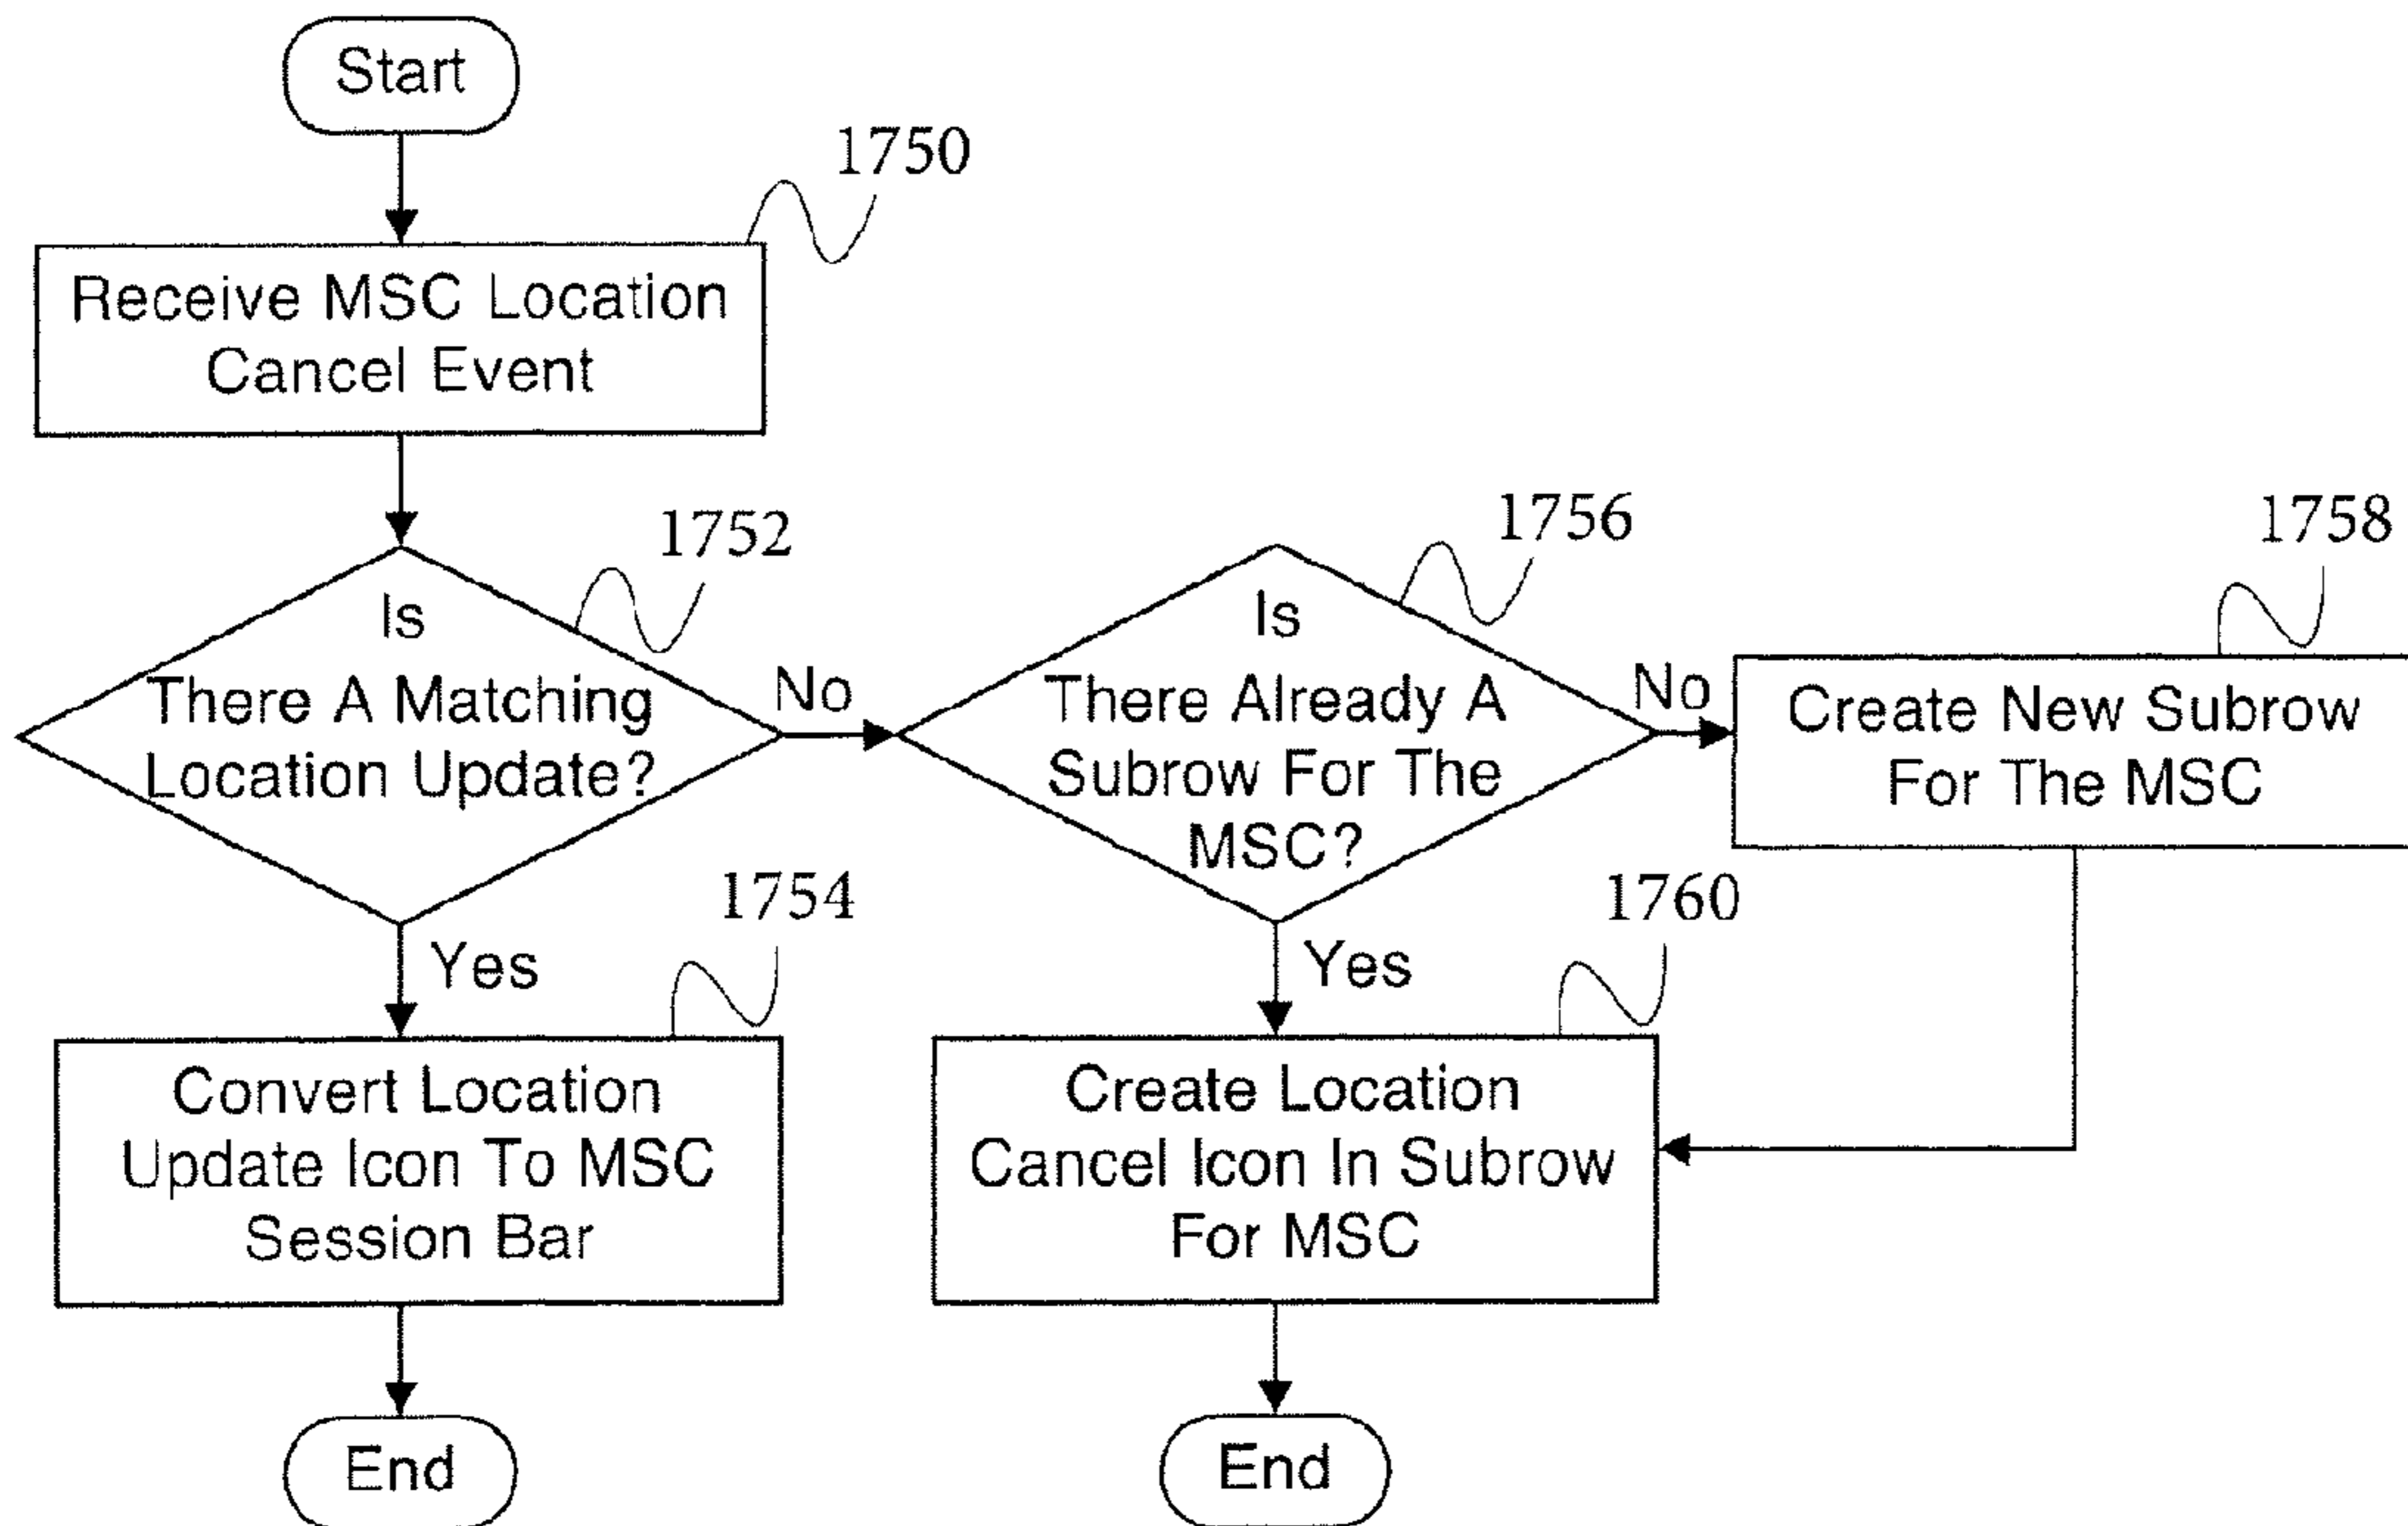 Start
1750
Receive MSC Location
Cancel Event
1752
Is
There A Matching
Location Update?
No
1756
Is
There Already A
Subrow For The
MSC?
No
1758
Create New Subrow
For The MSC
Yes
1754
Convert Location
Update Icon To MSC
Session Bar
Yes
1760
Create Location
Cancel Icon In Subrow
For MSC
End
End